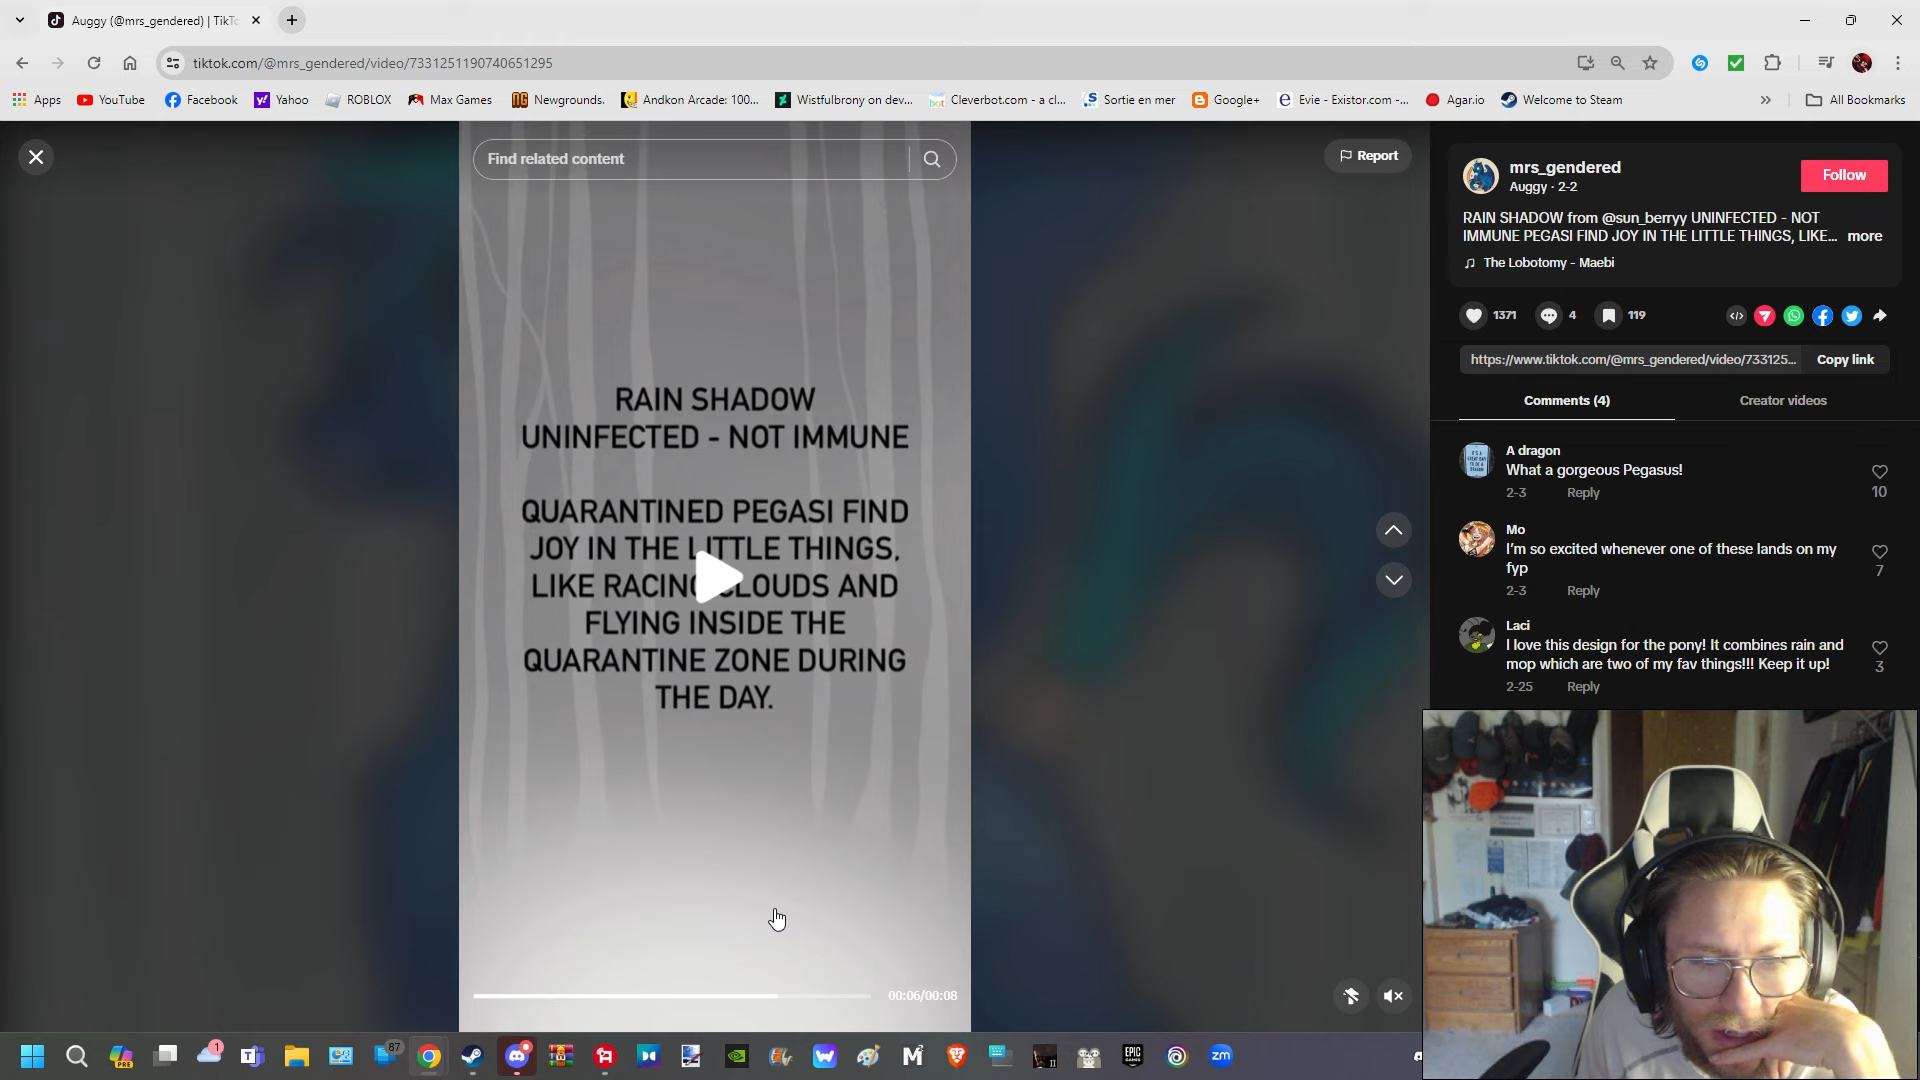 Auggy (@mrs_gendered) | TikTo
tiktok.com/@mrs_gendered/video/7331251190740651295
Apps
YouTube
Facebook
Yahoo
ROBLOX
Max Games
Newgrounds.
Andkon Arcade: 100...
Wistfulbrony on dev...
Cleverbot.com - a cl...
Sortie en mer
Google+
Evie - Existor.com -...
Agar.io
Welcome to Steam
All Bookmarks
Find related content
Report
RAIN SHADOW
UNINFECTED - NOT IMMUNE
QUARANTINED PEGASI FIND
JOY IN THE LITTLE THINGS,
LIKE RACING CLOUDS AND
FLYING INSIDE THE
QUARANTINE ZONE DURING
THE DAY.
00:06/00:08
mrs_gendered
Auggy · 2-2
Follow
RAIN SHADOW from @sun_berryy UNINFECTED - NOT
IMMUNE PEGASI FIND JOY IN THE LITTLE THINGS, LIKE... more
The Lobotomy - Maebi
1371
4
119
https://www.tiktok.com/@mrs_gendered/video/733125...
Copy link
Comments (4)
Creator videos
A dragon
What a gorgeous Pegasus!
2-3
Reply
10
Mo
I'm so excited whenever one of these lands on my
fyp
2-3
Reply
7
Laci
I love this design for the pony! It combines rain and
mop which are two of my fav things!!! Keep it up!
2-25
Reply
3
PRE
1
87
EPIC
GAMES
zm